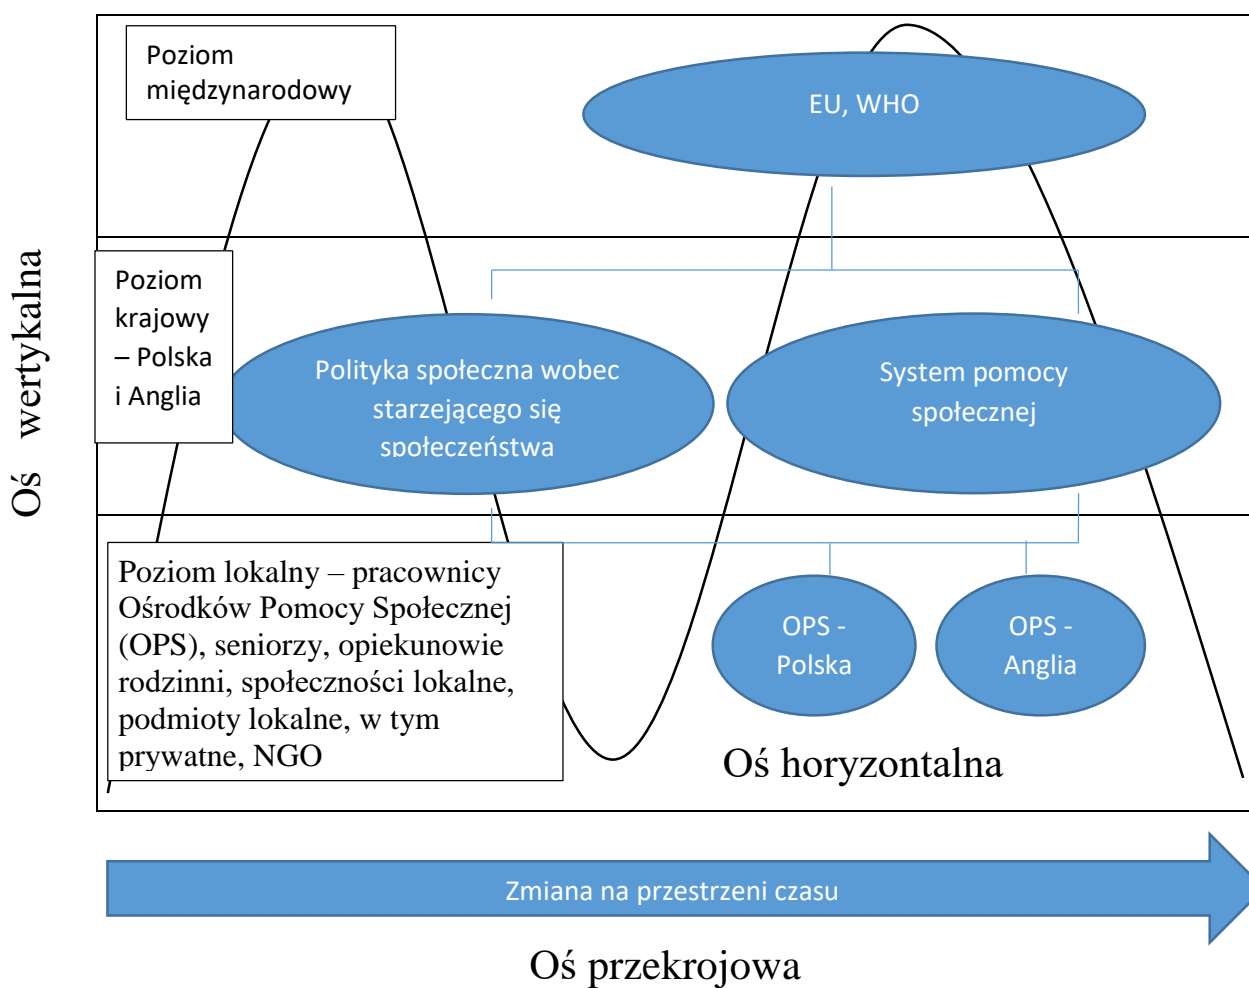 Poziom
międzynarodowy
EU, WHO
Oś wertykalna
Poziom
krajowy
– Polska
i Anglia
Polityka społeczna wobec
starzejącego się
społeczeństwa
System pomocy
społecznej
Poziom lokalny – pracownicy
Ośrodków Pomocy Społecznej
(OPS), seniorzy, opiekunowie
rodzinni, społeczności lokalne,
podmioty lokalne, w tym
prywatne, NGO
OPS -
Polska
OPS -
Anglia
Oś horyzontalna
Zmiana na przestrzeni czasu
Oś przekrojowa